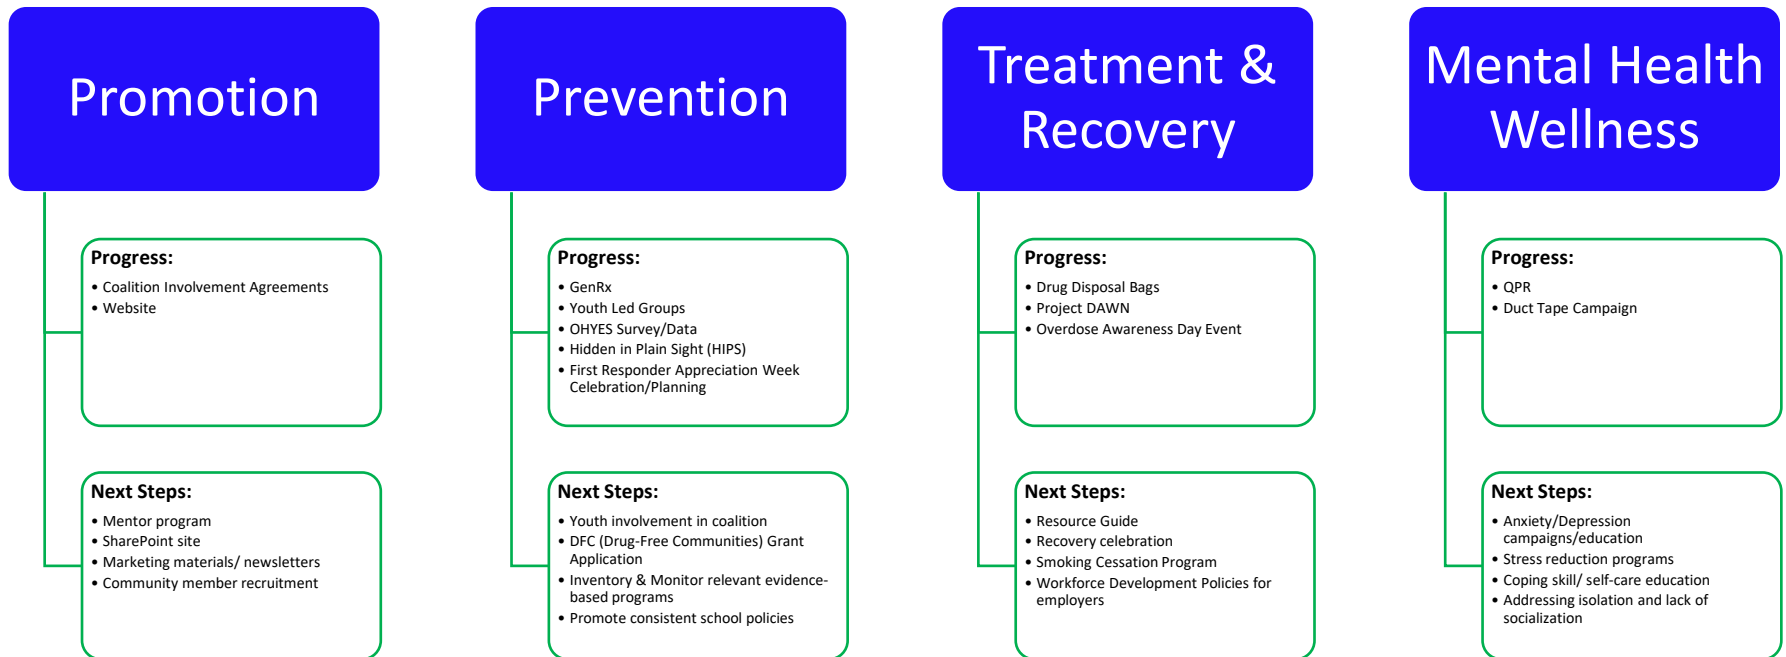 Promotion
Progress:
• Coalition Involvement Agreements
• Website
Next Steps:
• Mentor program
• SharePoint site
• Marketing materials/ newsletters
• Community member recruitment
Prevention
Progress:
• GenRx
• Youth Led Groups
• OHYES Survey/Data
• Hidden in Plain Sight (HIPS)
• First Responder Appreciation Week
Celebration/Planning
Next Steps:
• Youth involvement in coalition
• DFC (Drug-Free Communities) Grant
Application
• Inventory & Monitor relevant evidence-
based programs
• Promote consistent school policies
Treatment &
Recovery
Progress:
• Drug Disposal Bags
• Project DAWN
• Overdose Awareness Day Event
Next Steps:
• Resource Guide
• Recovery celebration
• Smoking Cessation Program
• Workforce Development Policies for
employers
Mental Health
Wellness
Progress:
• QPR
• Duct Tape Campaign
Next Steps:
• Anxiety/Depression
campaigns/education
• Stress reduction programs
• Coping skill/ self-care education
• Addressing isolation and lack of
socialization